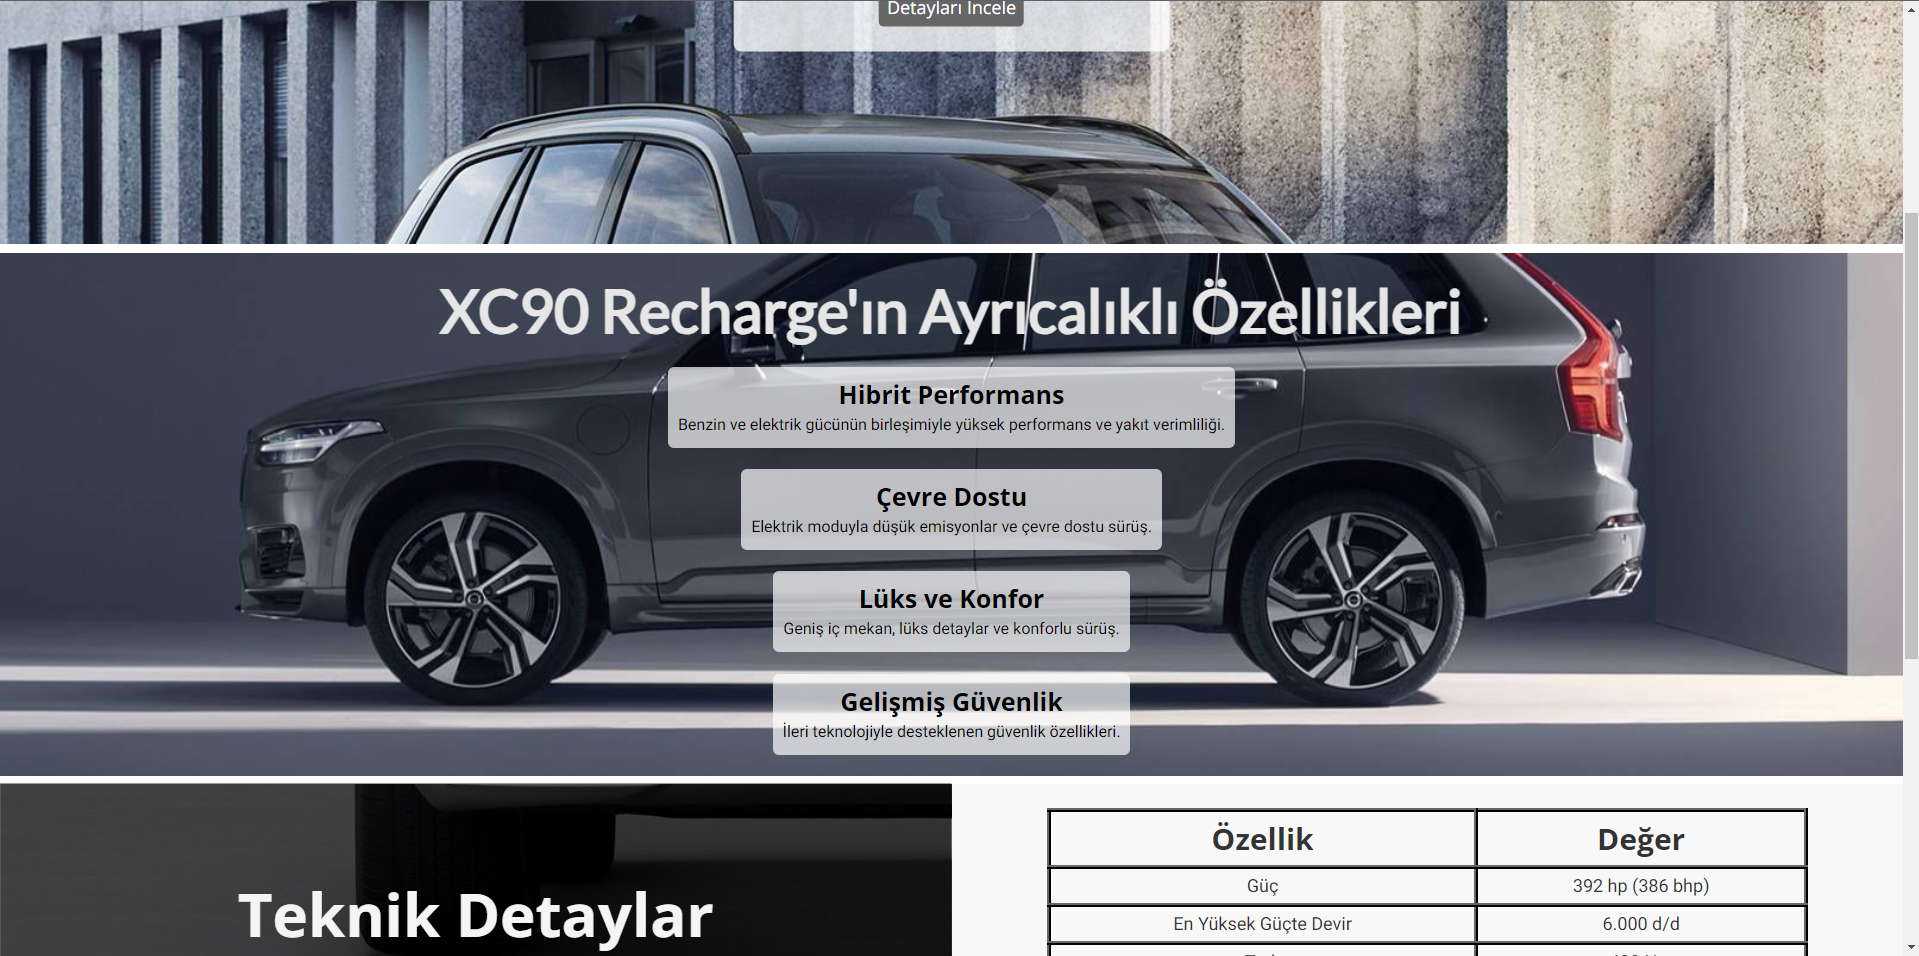 Detayları İncele
XC90 Recharge'ın Ayrıcalıklı Özellikleri
Hibrit Performans
Benzin ve elektrik gücünün birleşimiyle yüksek performans ve yakıt verimliliği.
Çevre Dostu
Elektrik moduyla düşük emisyonlar ve çevre dostu sürüş.
Lüks ve Konfor
Geniş iç mekan, lüks detaylar ve konforlu sürüş.
Gelişmiş Güvenlik
İleri teknolojiyle desteklenen güvenlik özellikleri.
Teknik Detaylar
Özellik Değer
Güç 392 hp (386 bhp)
En Yüksek Güçte Devir 6.000 d/d